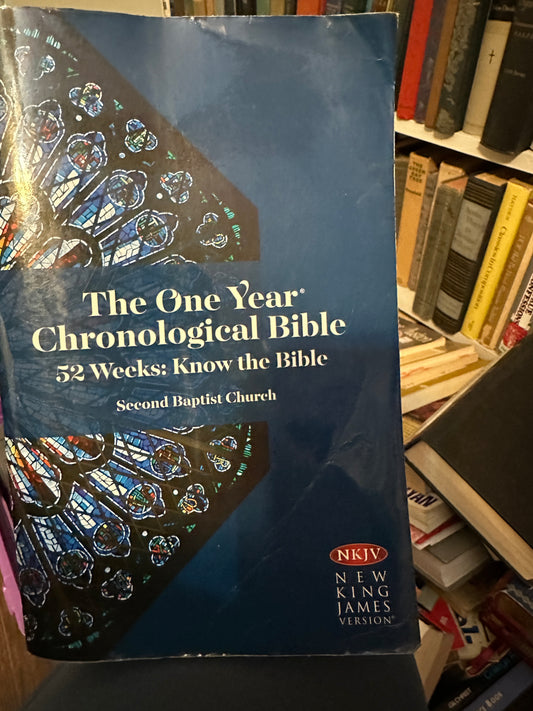 The One Year®
Chronological Bible
52 Weeks: Know the Bible
Second Baptist Church
NKJV
NEW
KING
JAMES
VERSION®